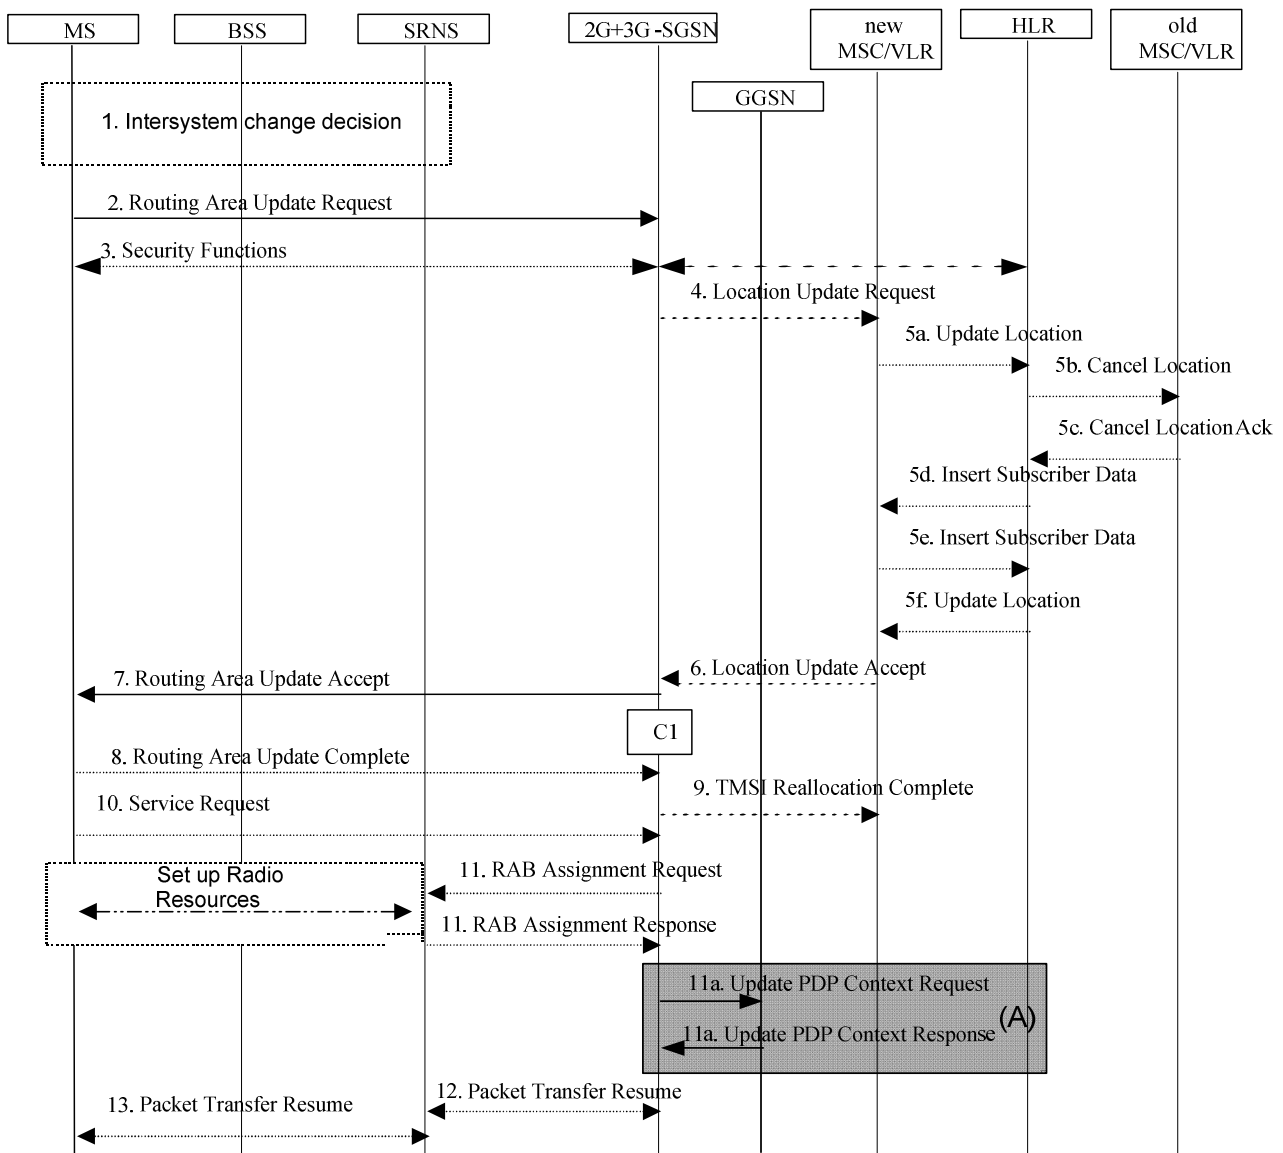 MS
BSS
SRNS
2G+3G -SGSN
new
MSC/VLR
HLR
old
MSC/VLR
GGSN
1. Intersystem change decision
2. Routing Area Update Request
3. Security Functions
4. Location Update Request
5a. Update Location
5b. Cancel Location
5c. Cancel Location Ack
5d. Insert Subscriber Data
5e. Insert Subscriber Data
5f. Update Location
6. Location Update Accept
7. Routing Area Update Accept
C1
8. Routing Area Update Complete
9. TMSI Reallocation Complete
10. Service Request
11. RAB Assignment Request
Set up Radio
Resources
11. RAB Assignment Response
11a. Update PDP Context Request
(A)
11a. Update PDP Context Response
12. Packet Transfer Resume
13. Packet Transfer Resume